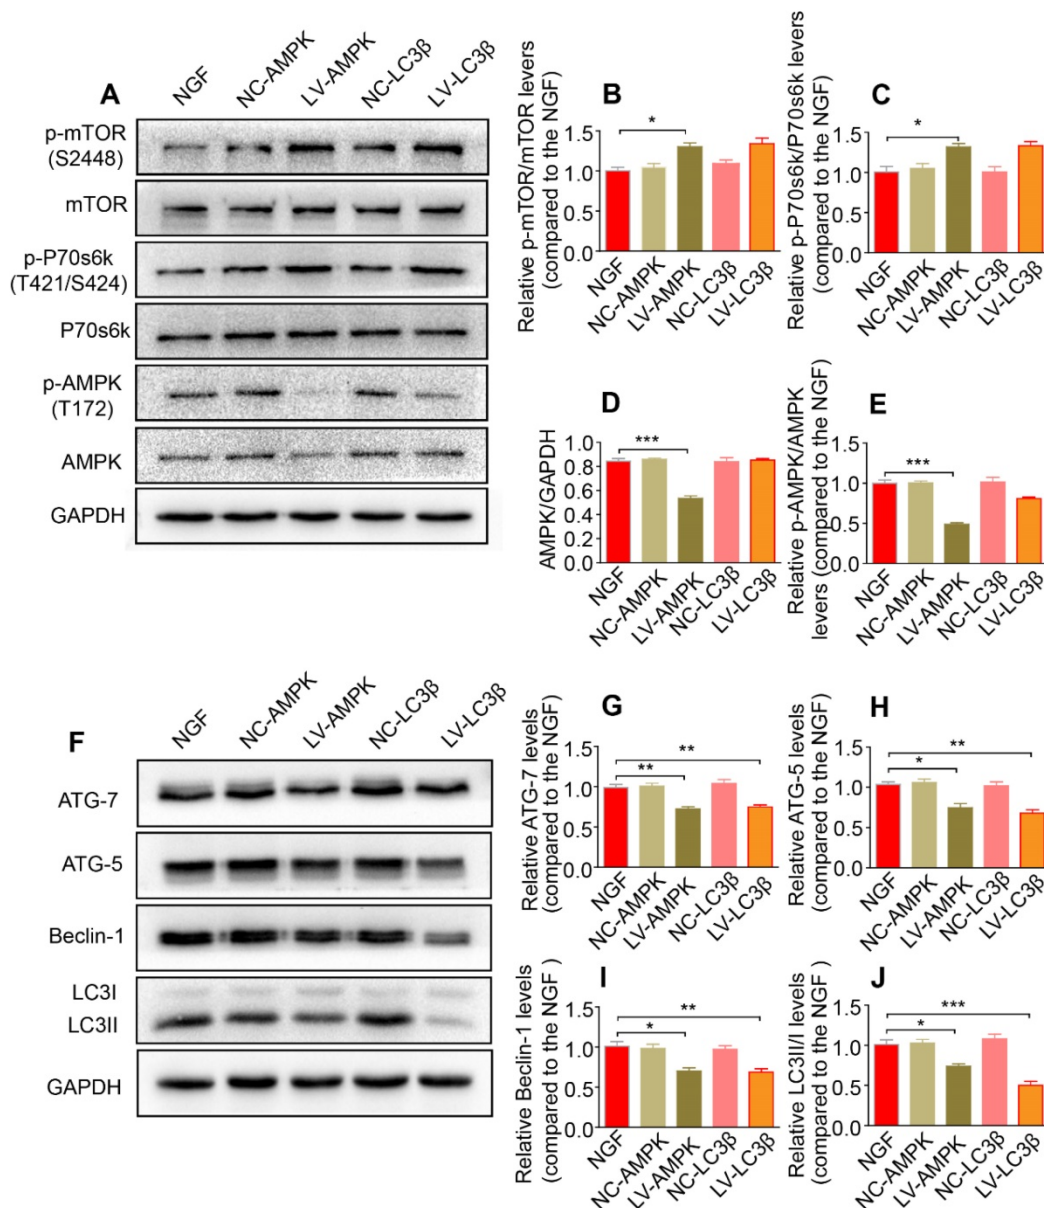 A
NGF
NC-AMPK
LV-AMPK
NC-LC3β
LV-LC3β
p-mTOR
(S2448)
mTOR
p-P70s6k
(T421/S424)
P70s6k
p-AMPK
(T172)
AMPK
GAPDH
B
Relative p-mTOR/mTOR levels
(compared to the NGF)
1.5
1.0
0.5
0.0
*
NGF
NC-AMPK
LV-AMPK
NC-LC3β
LV-LC3β
C
Relative p-P70s6k/P70s6k levels
(compared to the NGF)
1.5
1.0
0.5
0.0
*
NGF
NC-AMPK
LV-AMPK
NC-LC3β
LV-LC3β
D
AMPK/GAPDH
1.0
0.8
0.6
0.4
0.2
0.0
***
NGF
NC-AMPK
LV-AMPK
NC-LC3β
LV-LC3β
E
Relative p-AMPK/AMPK
levels (compared to the NGF)
1.5
1.0
0.5
0.0
***
NGF
NC-AMPK
LV-AMPK
NC-LC3β
LV-LC3β
F
NGF
NC-AMPK
LV-AMPK
NC-LC3β
LV-LC3β
ATG-7
ATG-5
Beclin-1
LC3I
LC3II
GAPDH
G
Relative ATG-7 levels
(compared to the NGF)
1.5
1.0
0.5
0.0
**
**
NGF
NC-AMPK
LV-AMPK
NC-LC3β
LV-LC3β
H
Relative ATG-5 levels
(compared to the NGF)
1.5
1.0
0.5
0.0
**
*
NGF
NC-AMPK
LV-AMPK
NC-LC3β
LV-LC3β
I
Relative Beclin-1 levels
(compared to the NGF)
1.5
1.0
0.5
0.0
**
*
NGF
NC-AMPK
LV-AMPK
NC-LC3β
LV-LC3β
J
Relative LC3II/I levels
(compared to the NGF)
1.5
1.0
0.5
0.0
***
*
NGF
NC-AMPK
LV-AMPK
NC-LC3β
LV-LC3β